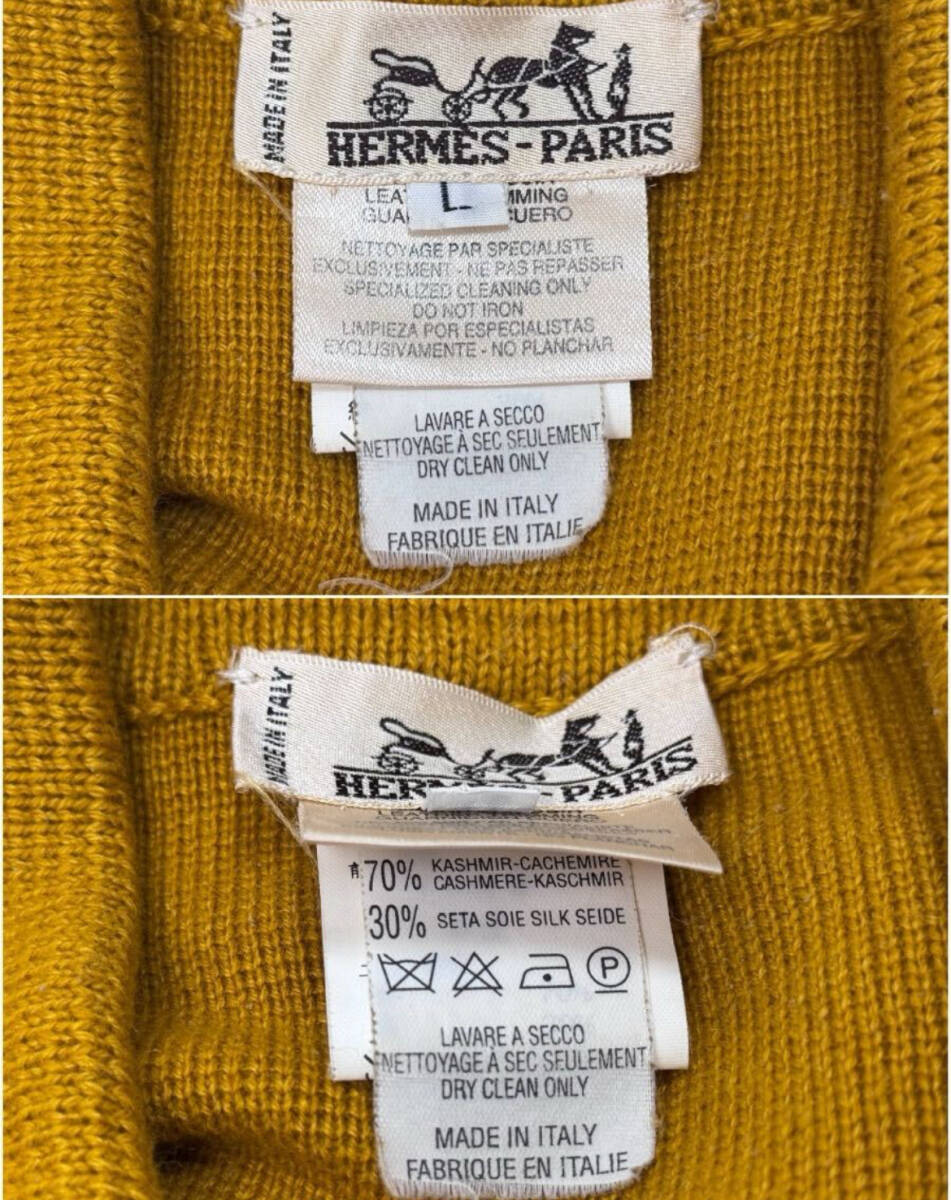 MADE IN ITALY
HERMÈS-PARIS
L
LEA MMING
GUA CUERO
NETTOYAGE PAR SPECIALISTE
EXCLUSIVEMENT - NE PAS REPASSER
SPECIALIZED CLEANING ONLY
DO NOT IRON
LIMPIEZA POR ESPECIALISTAS
EXCLUSIVAMENTE - NO PLANCHAR
LAVARE A SECCO
NETTOYAGE À SEC SEULEMENT
DRY CLEAN ONLY
MADE IN ITALY
FABRIQUE EN ITALIE
MADE IN ITALY
HERMÈS-PARIS
70% KASHMIR-CACHEMIRE
CASHMERE-KASCHMIR
30% SETA SOIE SILK SEIDE
P
LAVARE A SECCO
NETTOYAGE À SEC SEULEMENT
DRY CLEAN ONLY
MADE IN ITALY
FABRIQUE EN ITALIE